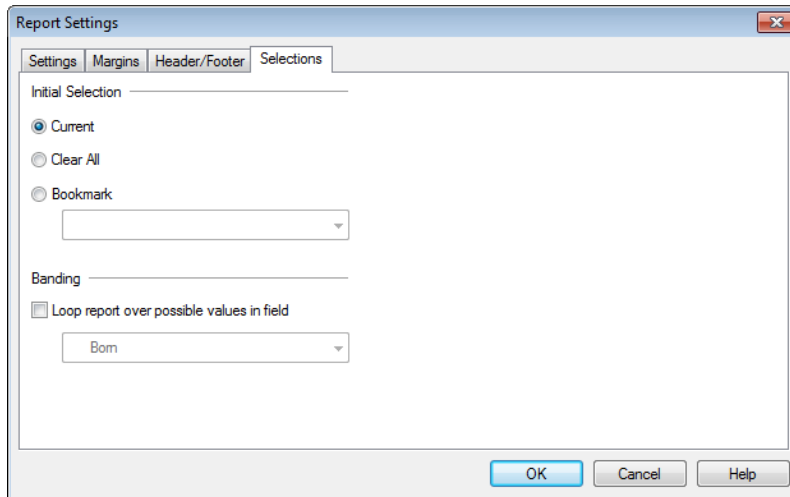 Report Settings
Settings Margins Header/Footer Selections
Initial Selection
Current
Clear All
Bookmark
Banding
Loop report over possible values in field
Born
OK Cancel Help